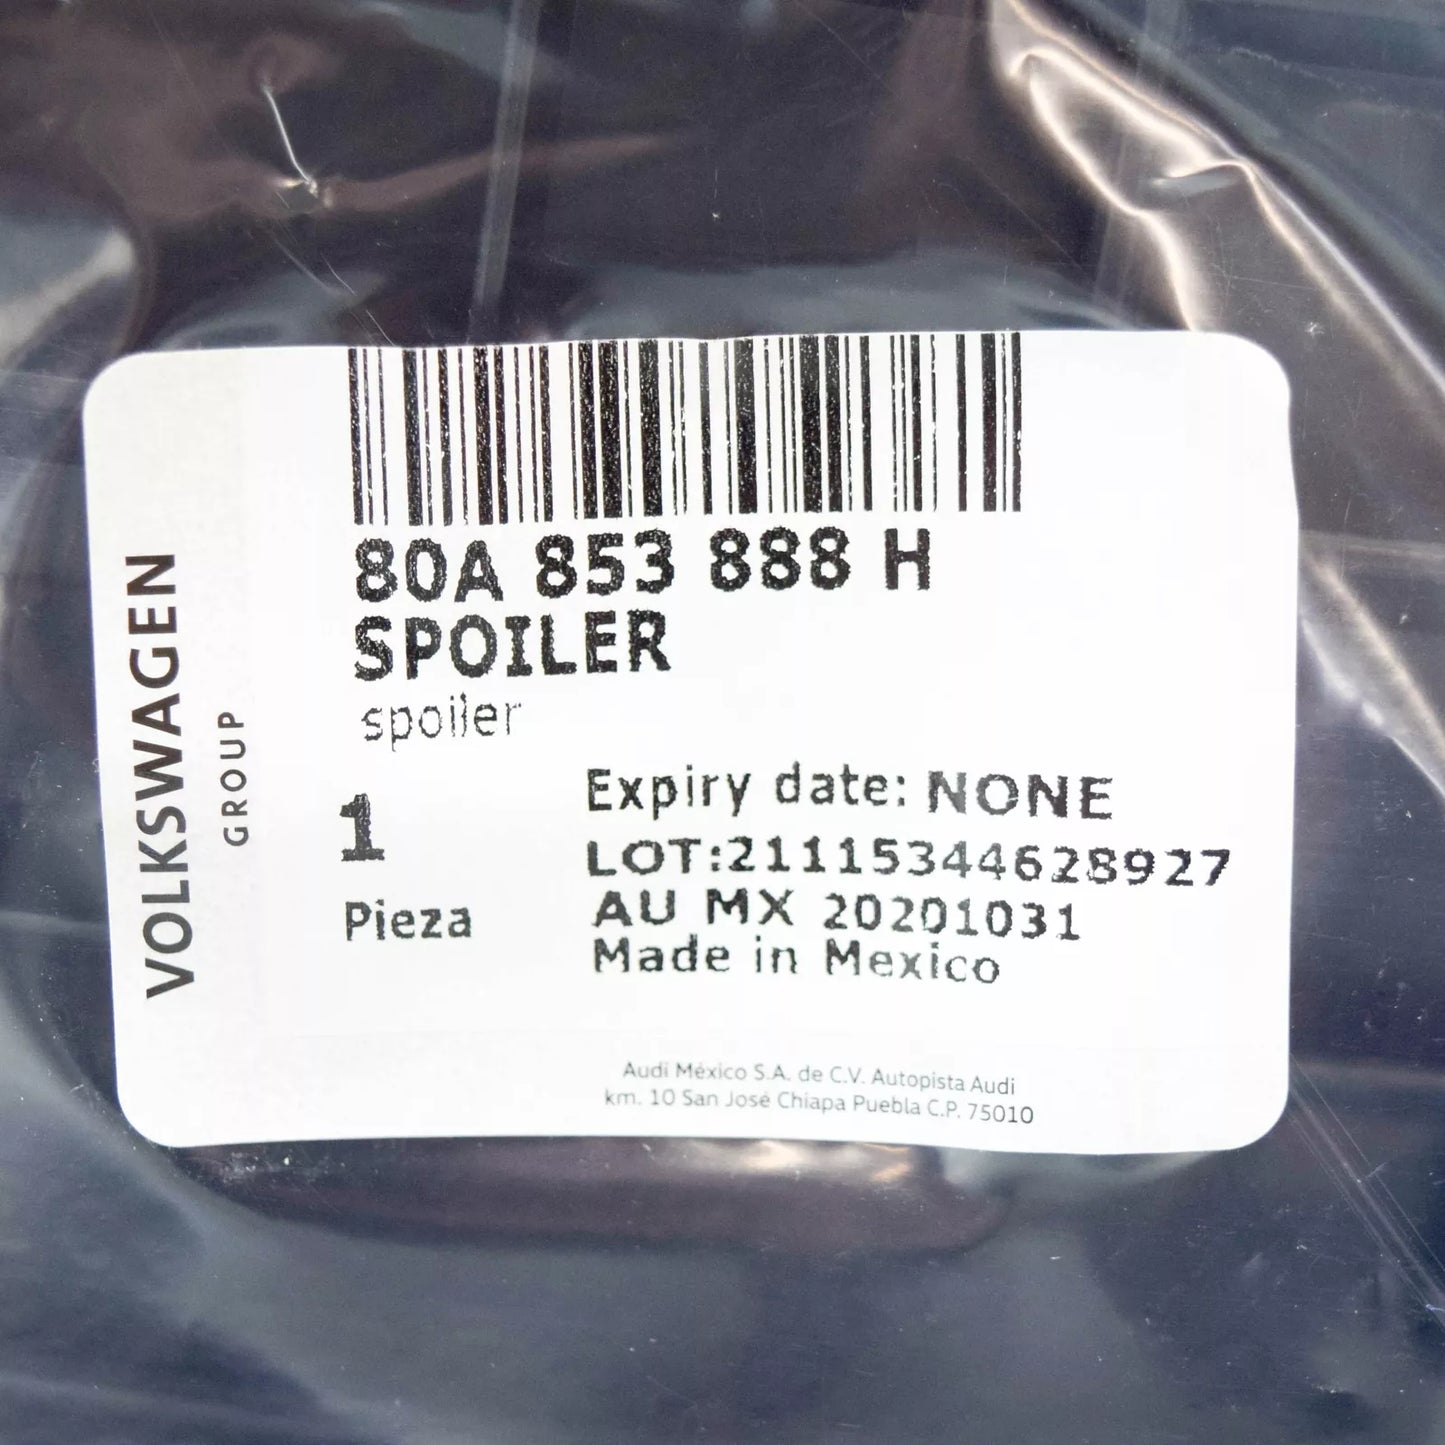 VOLKSWAGEN
GROUP
80A 853 888 H
SPOILER
spoiler
1
Pieza
Expiry date: NONE
LOT:21115344628927
AU MX 20201031
Made in Mexico
Audi México S.A. de C.V. Autopista Audi
km. 10 San José Chiapa Puebla C.P. 75010